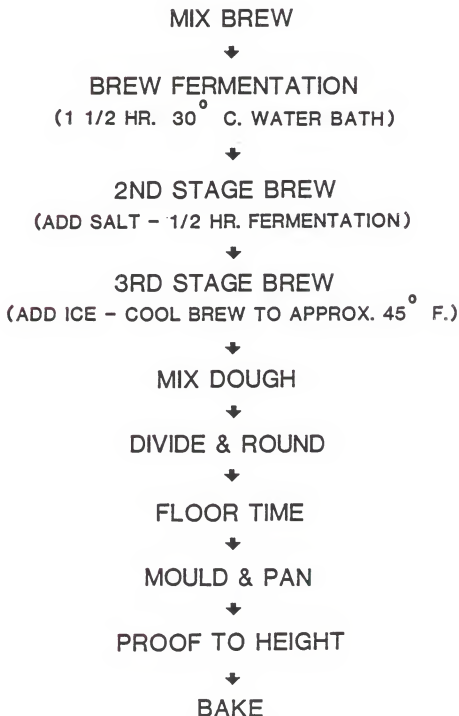 MIX BREW
BREW FERMENTATION
(1 1/2 HR. 30° C. WATER BATH)
2ND STAGE BREW
(ADD SALT - 1/2 HR. FERMENTATION)
3RD STAGE BREW
(ADD ICE - COOL BREW TO APPROX. 45° F.)
MIX DOUGH
DIVIDE & ROUND
FLOOR TIME
MOULD & PAN
PROOF TO HEIGHT
BAKE